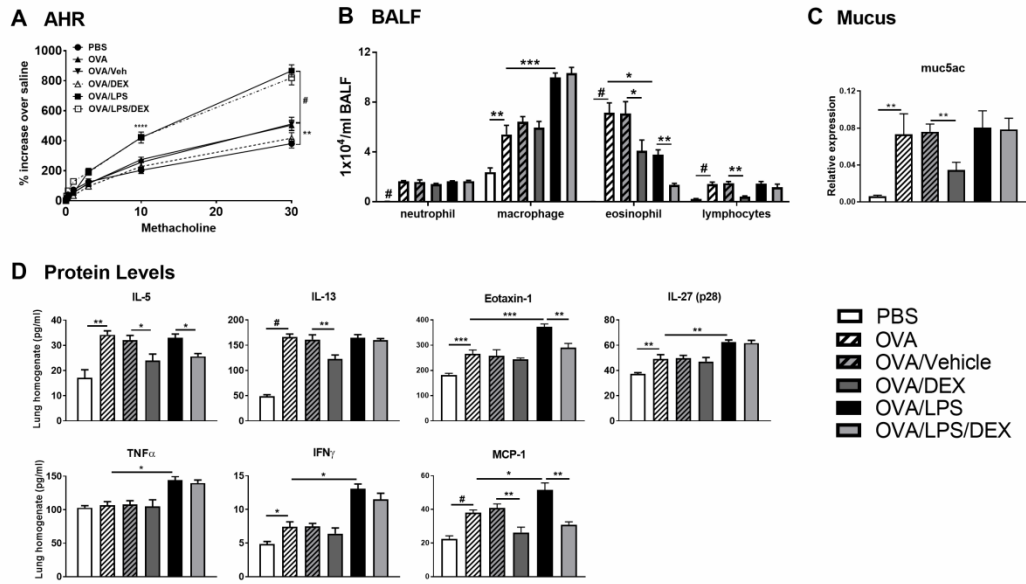 A AHR
% increase over saline
1000
800
600
400
200
0
PBS
OVA
OVA/Veh
OVA/DEX
OVA/LPS
OVA/LPS/DEX
****
#
**
0
10
20
30
Methacholine
B BALF
1x10⁴/ml BALF
12
8
4
0
#
**
***
#
*
*
**
#
**
neutrophil
macrophage
eosinophil
lymphocytes
C Mucus
muc5ac
Relative expression
0.12
0.08
0.04
0.00
**
**
D Protein Levels
IL-5
Lung homogenate (pg/ml)
40
30
20
10
0
**
*
*
IL-13
200
150
100
50
0
#
**
Eotaxin-1
400
300
200
100
0
***
***
**
IL-27 (p28)
80
60
40
20
0
**
**
TNFα
Lung homogenate (pg/ml)
150
100
50
0
*
IFNγ
15
10
5
0
*
*
MCP-1
60
40
20
0
#
**
*
**
PBS
OVA
OVA/Vehicle
OVA/DEX
OVA/LPS
OVA/LPS/DEX